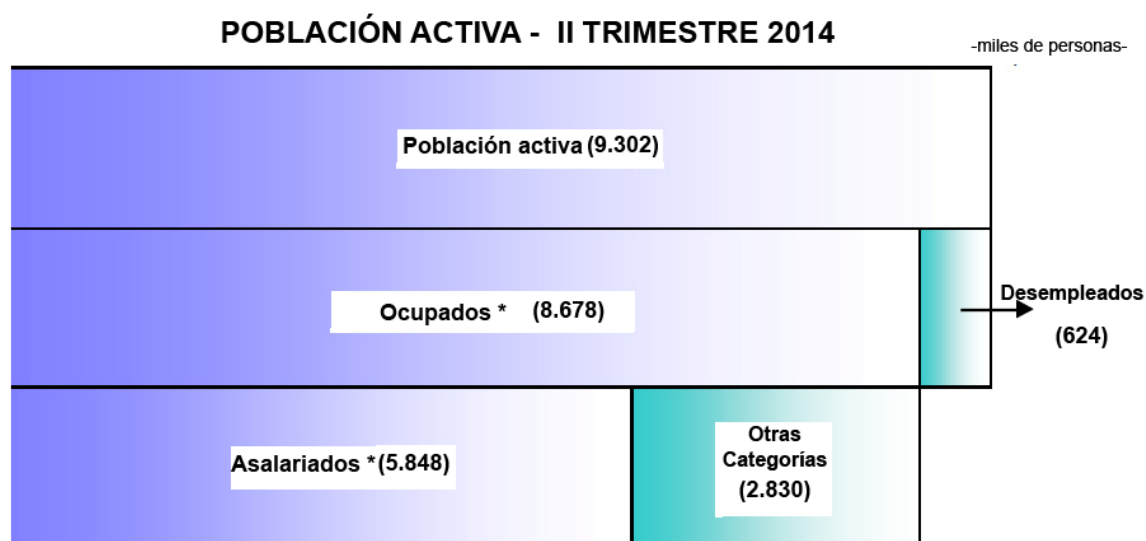 POBLACIÓN ACTIVA - II TRIMESTRE 2014
-miles de personas-
Población activa (9.302)
Ocupados * (8.678)
Desempleados
(624)
Asalariados * (5.848)
Otras
Categorías
(2.830)